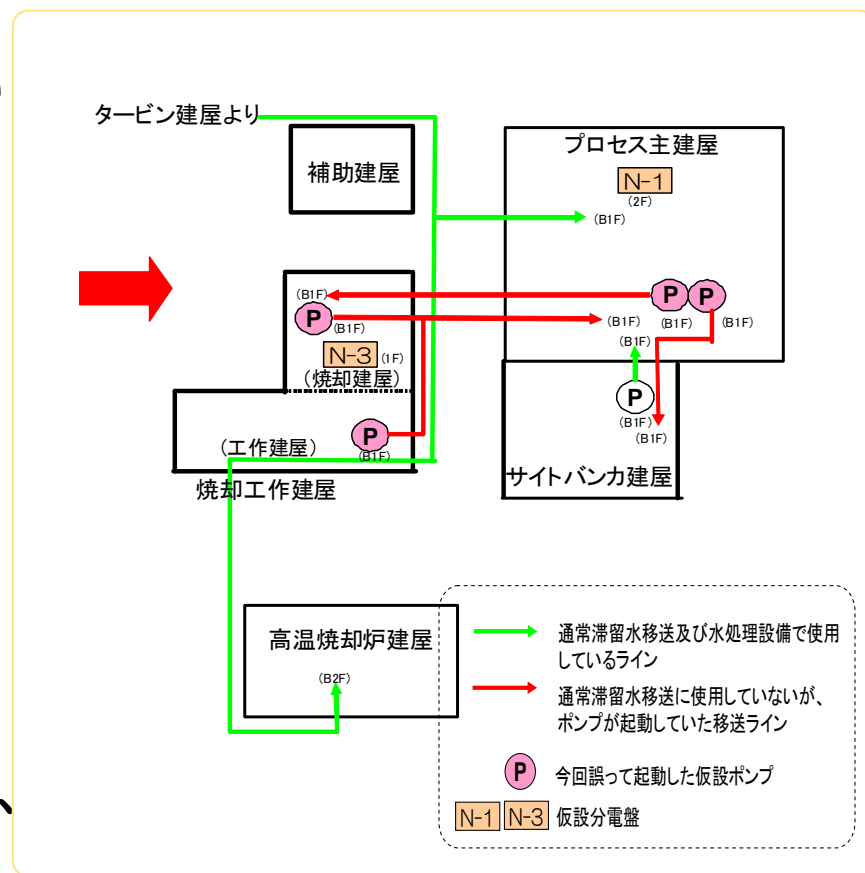 タービン建屋より
補助建屋
プロセス主建屋
N-1
(2F)
(B1F)
(B1F)
P
(B1F)
P
P
(B1F)
(B1F)
(B1F)
(B1F)
N-3
(1F)
(焼却建屋)
P
(B1F)
(B1F)
(工作建屋)
P
(B1F)
焼却工作建屋
サイトバンカ建屋
高温焼却炉建屋
(B2F)
通常滞留水移送及び水処理設備で使用
しているライン
通常滞留水移送に使用していないが、
ポンプが起動していた移送ライン
P
今回誤って起動した仮設ポンプ
N-1
N-3
仮設分電盤